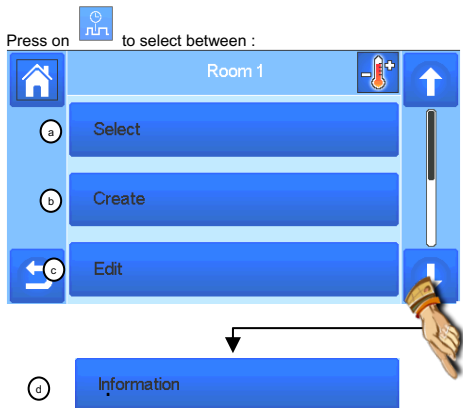 Press on to select between :
Room 1
a Select
b Create
c Edit
d Information